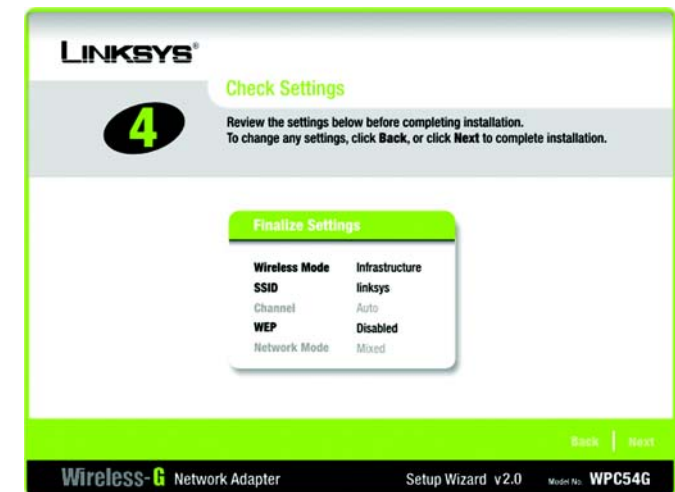 LINKSYS®
Check Settings
4
Review the settings below before completing installation.
To change any settings, click Back, or click Next to complete installation.
Finalize Settings
Wireless Mode Infrastructure
SSID linksys
Channel Auto
WEP Disabled
Network Mode Mixed
Back Next
Wireless-G Network Adapter Setup Wizard v2.0 Model No. WPC54G